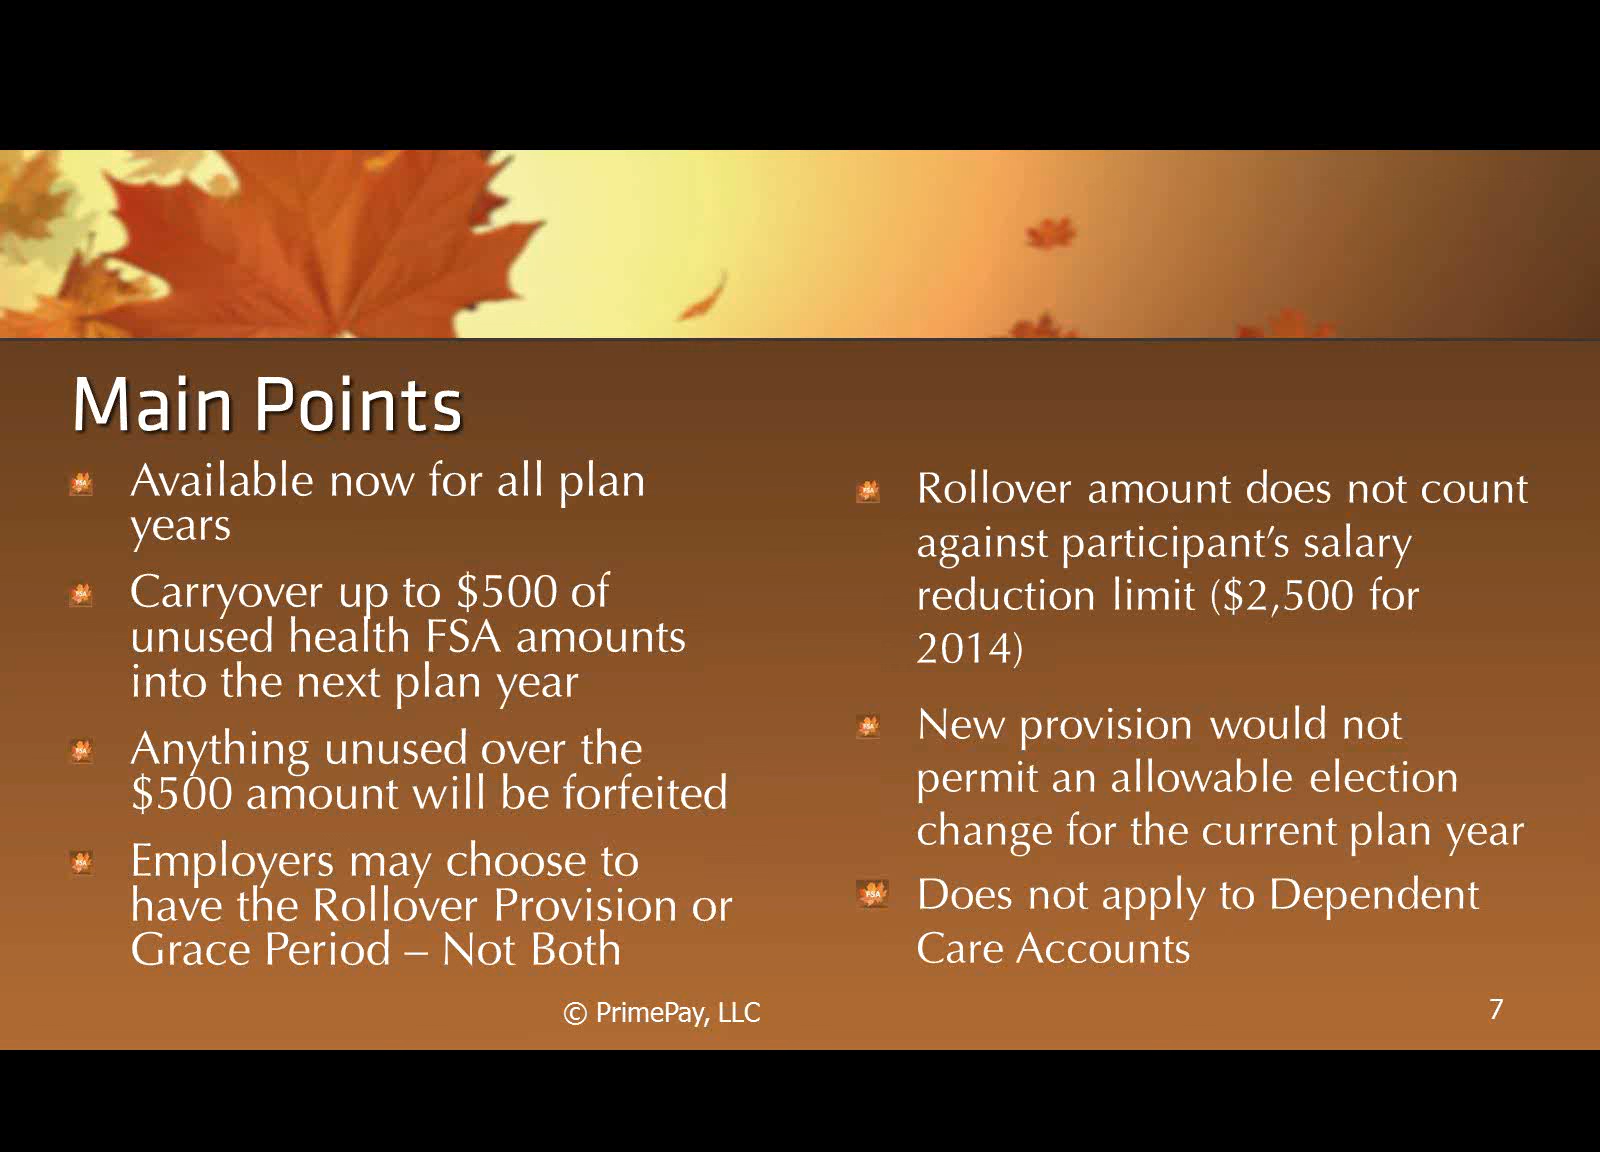 Main Points
Available now for all plan
years
Carryover up to $500 of
unused health FSA amounts
into the next plan year
Anything unused over the
$500 amount will be forfeited
Employers may choose to
have the Rollover Provision or
Grace Period – Not Both
Rollover amount does not count
against participant’s salary
reduction limit ($2,500 for
2014)
New provision would not
permit an allowable election
change for the current plan year
FSA
Does not apply to Dependent
Care Accounts
© PrimePay, LLC
7